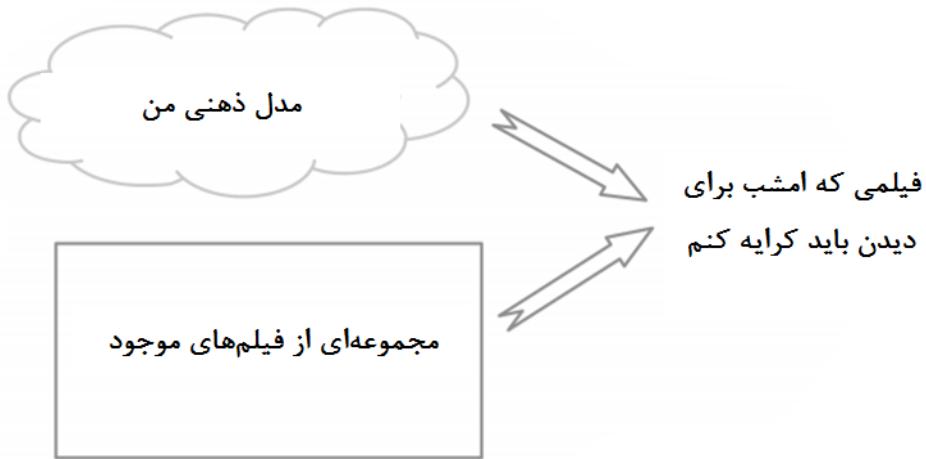 مدل ذهنی من
فیلمی که امشب برای
دیدن باید کرایه کنم
مجموعه‌ای از فیلم‌های موجود